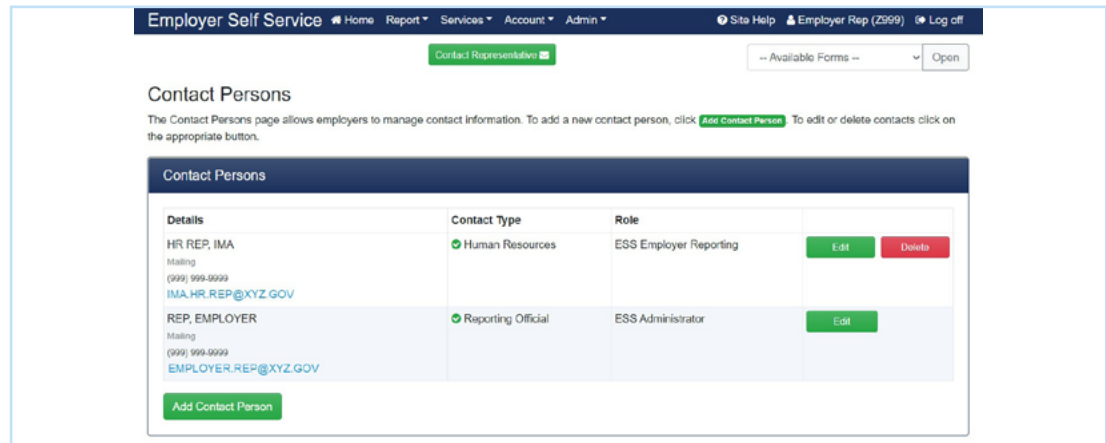 Employer Self Service Home Report Services Account Admin Site Help Employer Rep (Z999) Log off
Contact Representative -- Available Forms -- Open
Contact Persons
The Contact Persons page allows employers to manage contact information. To add a new contact person, click Add Contact Person. To edit or delete contacts click on
the appropriate button.
Contact Persons
Details Contact Type Role
HR REP, IMA Human Resources ESS Employer Reporting Edit Delete
Mailing
(999) 999-9999
IMA.HR.REP@XYZ.GOV
REP, EMPLOYER Reporting Official ESS Administrator Edit
Mailing
(999) 999-9999
EMPLOYER.REP@XYZ.GOV
Add Contact Person